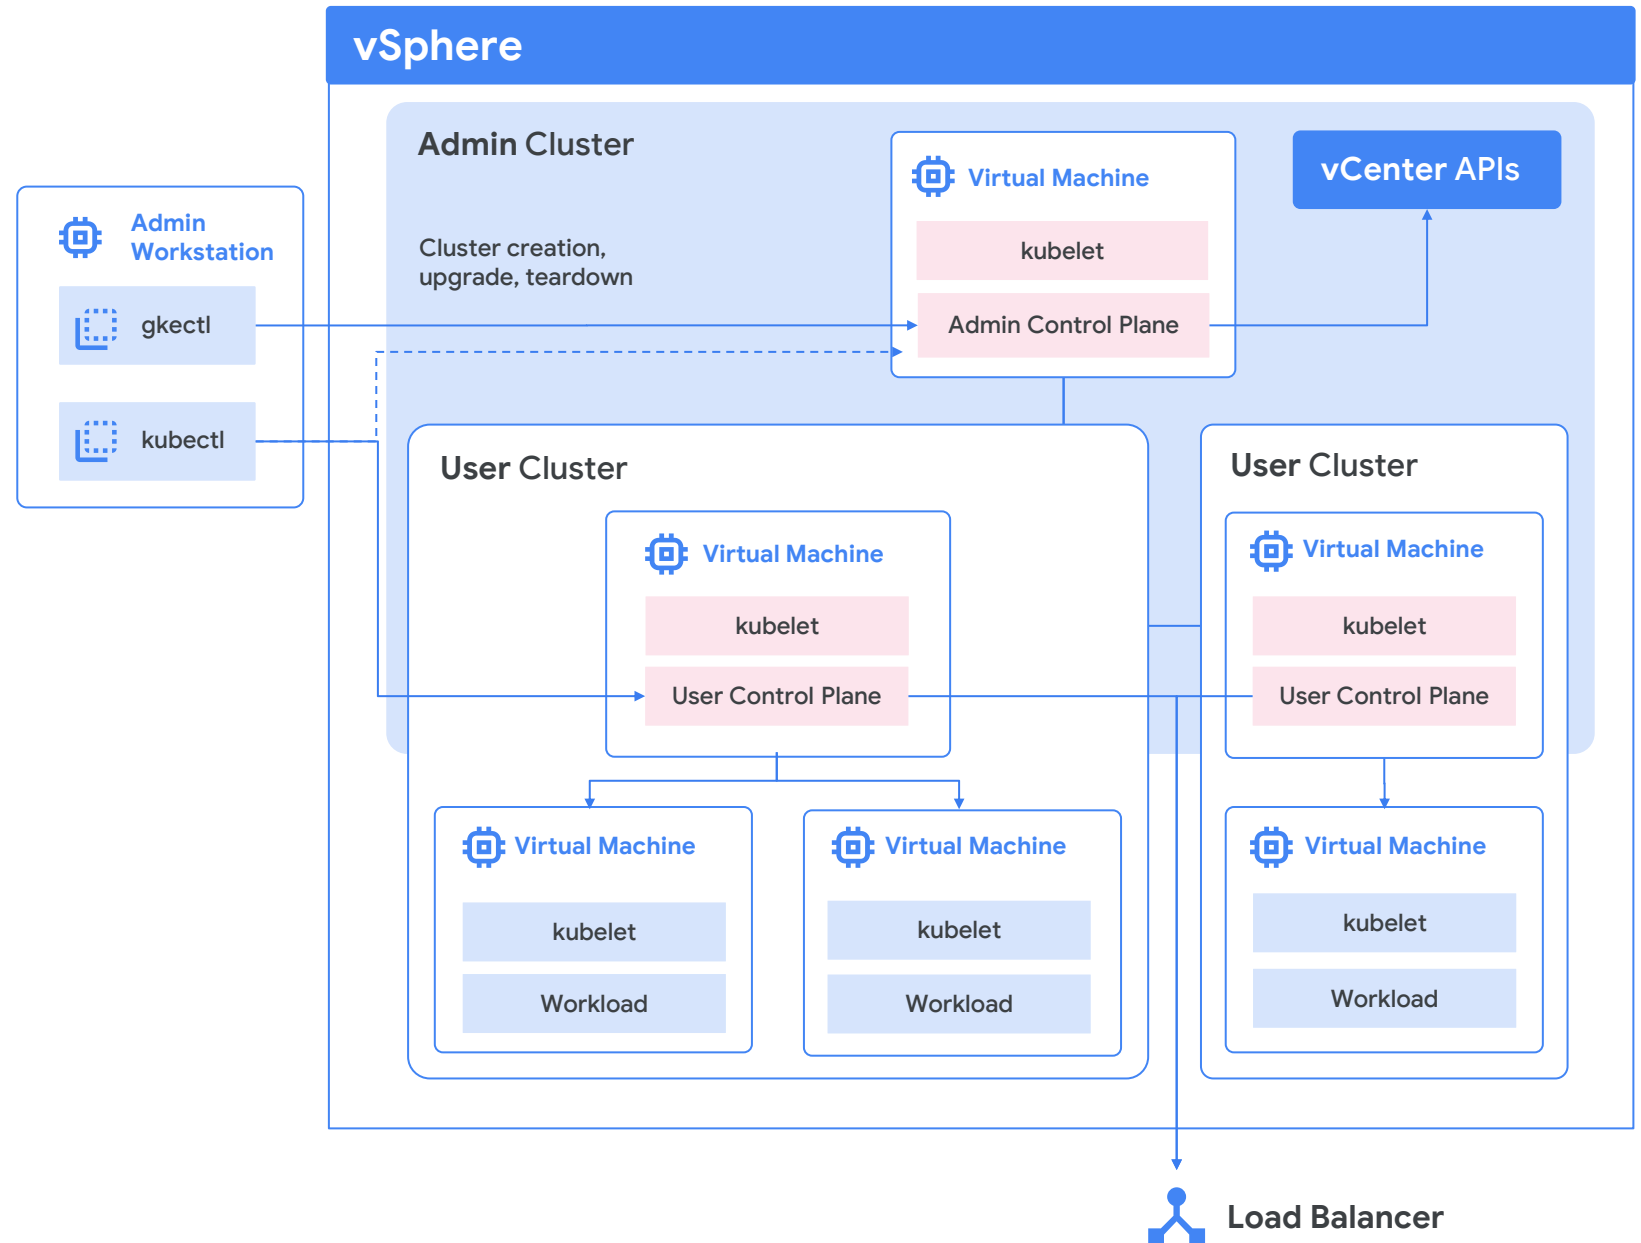 vSphere
Admin Cluster
Virtual Machine
vCenter APIs
kubelet
Admin Control Plane
Cluster creation,
upgrade, teardown
Admin
Workstation
gkectl
kubectl
User Cluster
Virtual Machine
kubelet
User Control Plane
Virtual Machine
kubelet
Workload
Virtual Machine
kubelet
Workload
User Cluster
Virtual Machine
kubelet
User Control Plane
Virtual Machine
kubelet
Workload
Load Balancer